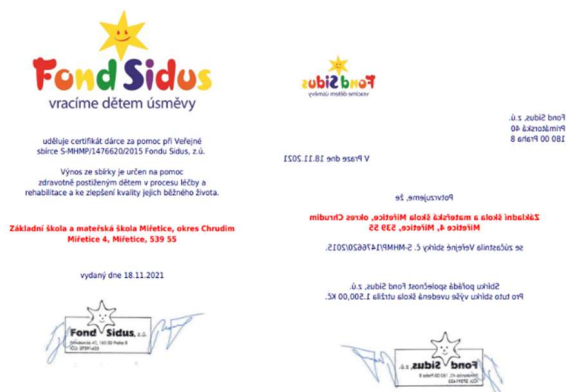 Fond Sidus
vracíme dětem úsměvy
uděluje certifikát dárce za pomoc při Veřejné
sbírce S-MHMP/1476620/2015 Fondu Sidus, z.ú.
Výnos ze sbírky je určen na pomoc
zdravotně postiženým dětem v procesu léčby a
rehabilitace a ke zlepšení kvality jejich běžného života.
Základní škola a mateřská škola Miřetice, okres Chrudim
Miřetice 4, Miřetice, 539 55
vydaný dne 18.11.2021
Fond Sidus, z.ú.
Fond Sidus
vracíme dětem úsměvy
Fond Sidus, z.ú.
Primátorská 40
180 00 Praha 8
V Praze dne 18.11.2021
Potvrzujeme, že
Základní škola a mateřská škola Miřetice, okres Chrudim
Miřetice 4, Miřetice, 539 55
se zúčastnila Veřejné sbírky č. S-MHMP/1476620/2015.
Sbírku pořádá společnost Fond Sidus, z.ú.
Pro tuto sbírku výše uvedená škola utržila 1.500,00 Kč.
Fond Sidus, z.ú.